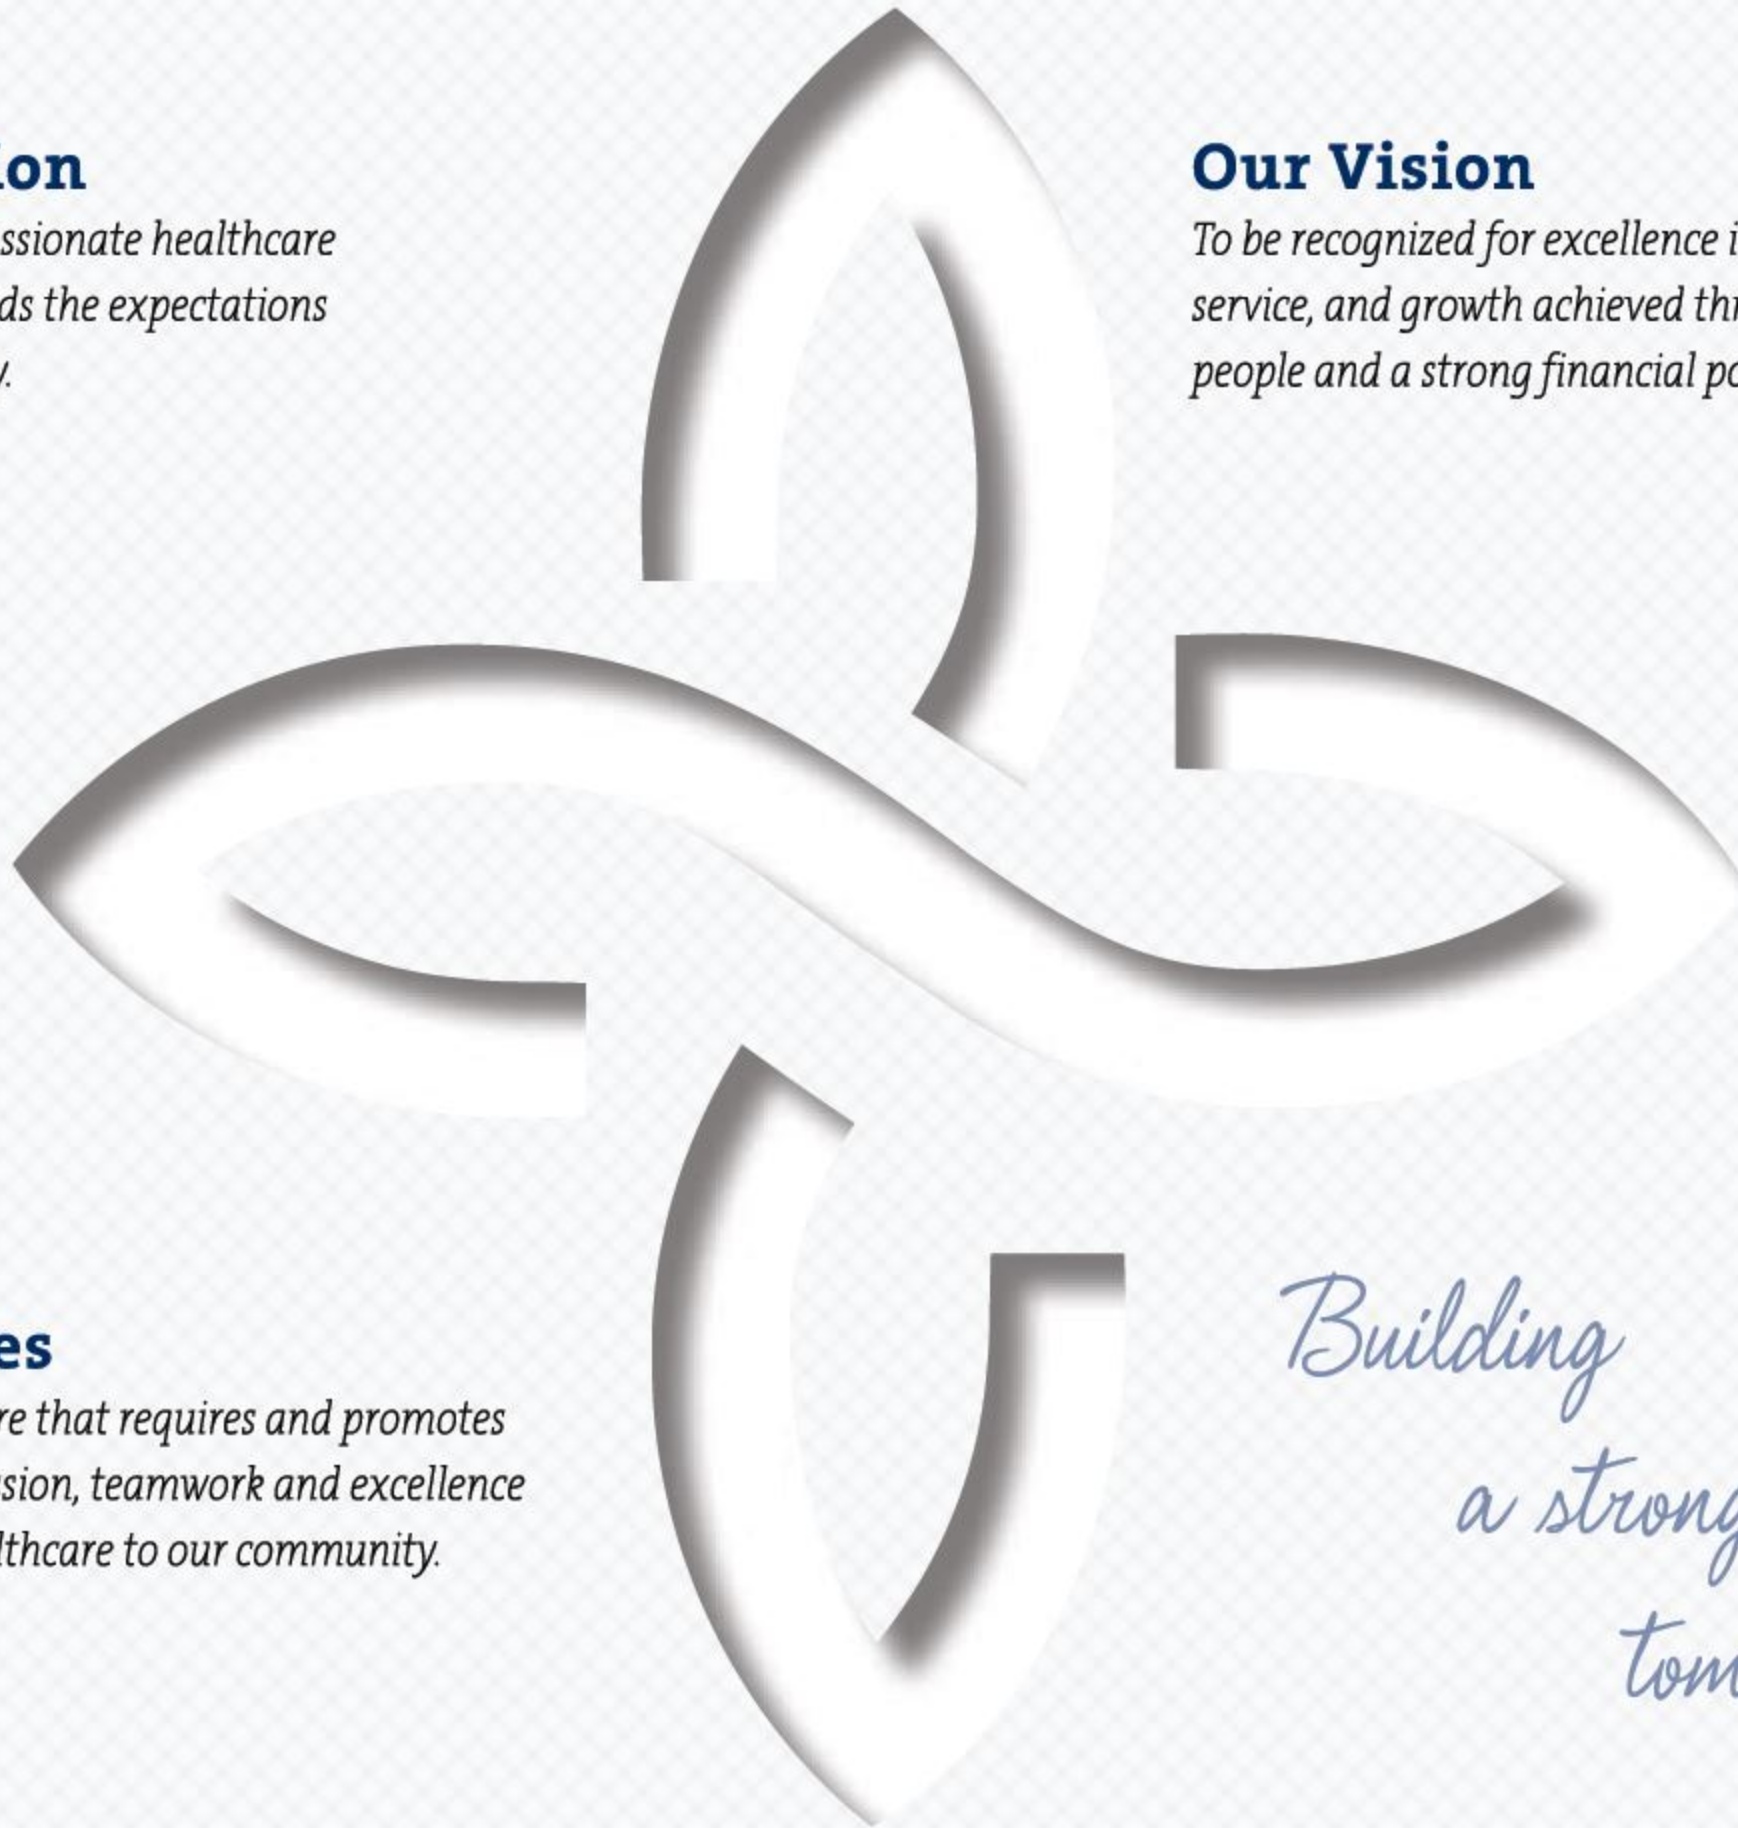 ion
ssionate healthcare
ds the expectations
y.
Our Vision
To be recognized for excellence i
service, and growth achieved thr
people and a strong financial po
es
re that requires and promotes
sion, teamwork and excellence
lthcare to our community.
Building
a strong
tom